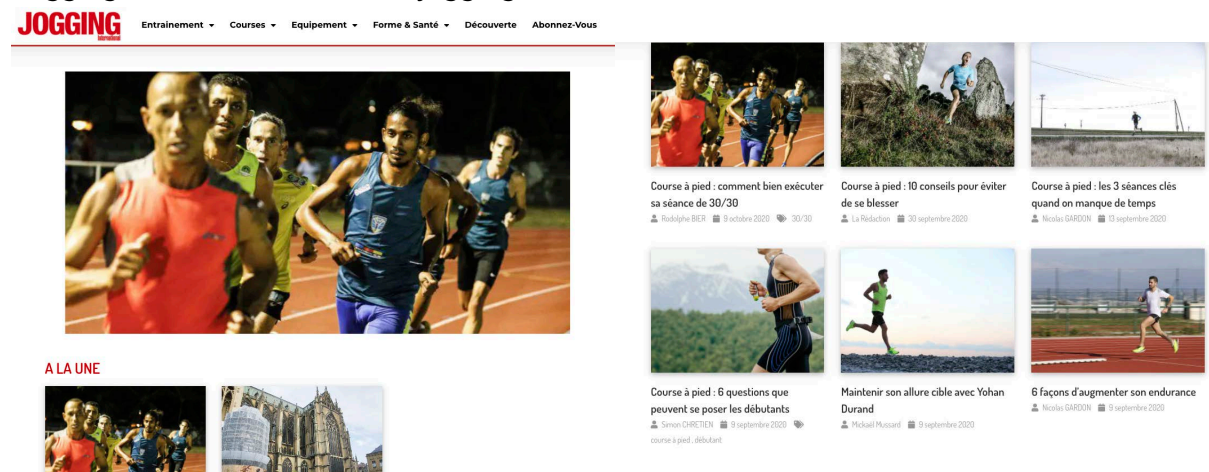 JOGGING
International
Entrainement Courses Equipement Forme & Santé Découverte Abonnez-Vous
A LA UNE
Course à pied : comment bien exécuter
sa séance de 30/30
Rodolphe BIER 9 octobre 2020 30/30
Course à pied : 10 conseils pour éviter
de se blesser
La Rédaction 30 septembre 2020
Course à pied : les 3 séances clés
quand on manque de temps
Nicolas GARDON 13 septembre 2020
Course à pied : 6 questions que
peuvent se poser les débutants
Simon CHRETIEN 9 septembre 2020
course à pied , débutant
Maintenir son allure cible avec Yohan
Durand
Mickaël Mussard 9 septembre 2020
6 façons d'augmenter son endurance
Nicolas GARDON 9 septembre 2020